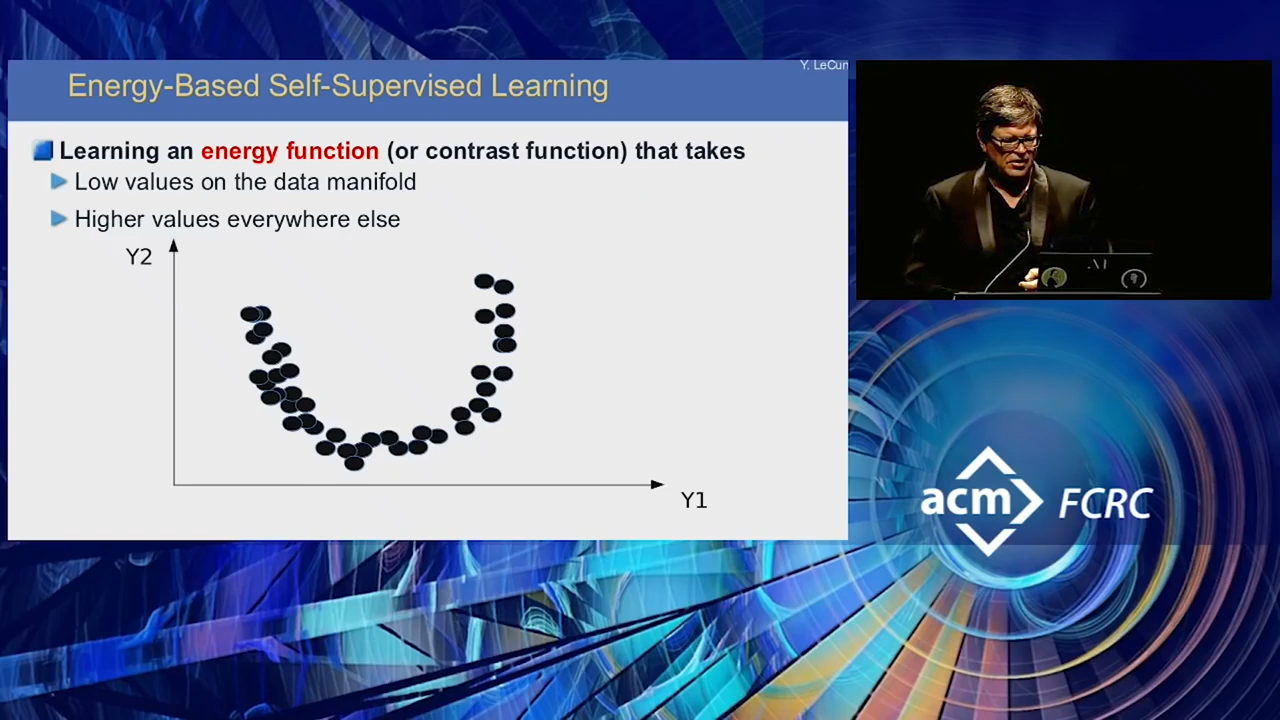 Y. LeCun
Energy-Based Self-Supervised Learning
Learning an energy function (or contrast function) that takes
Low values on the data manifold
Higher values everywhere else
Y2
Y1
acm FCRC